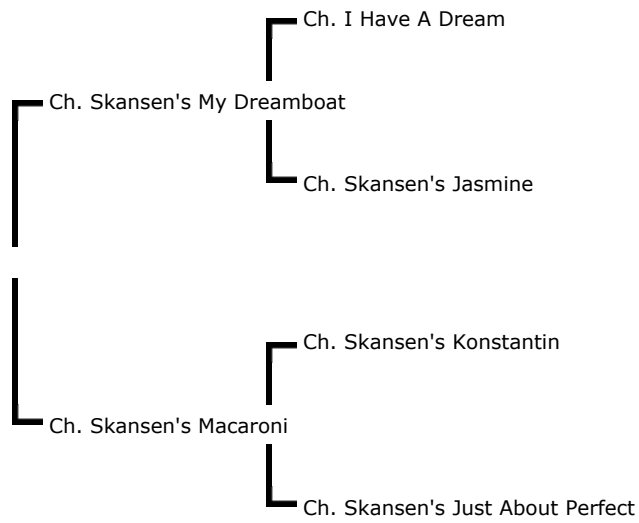 Ch. I Have A Dream
Ch. Skansen's My Dreamboat
Ch. Skansen's Jasmine
Ch. Skansen's Konstantin
Ch. Skansen's Macaroni
Ch. Skansen's Just About Perfect